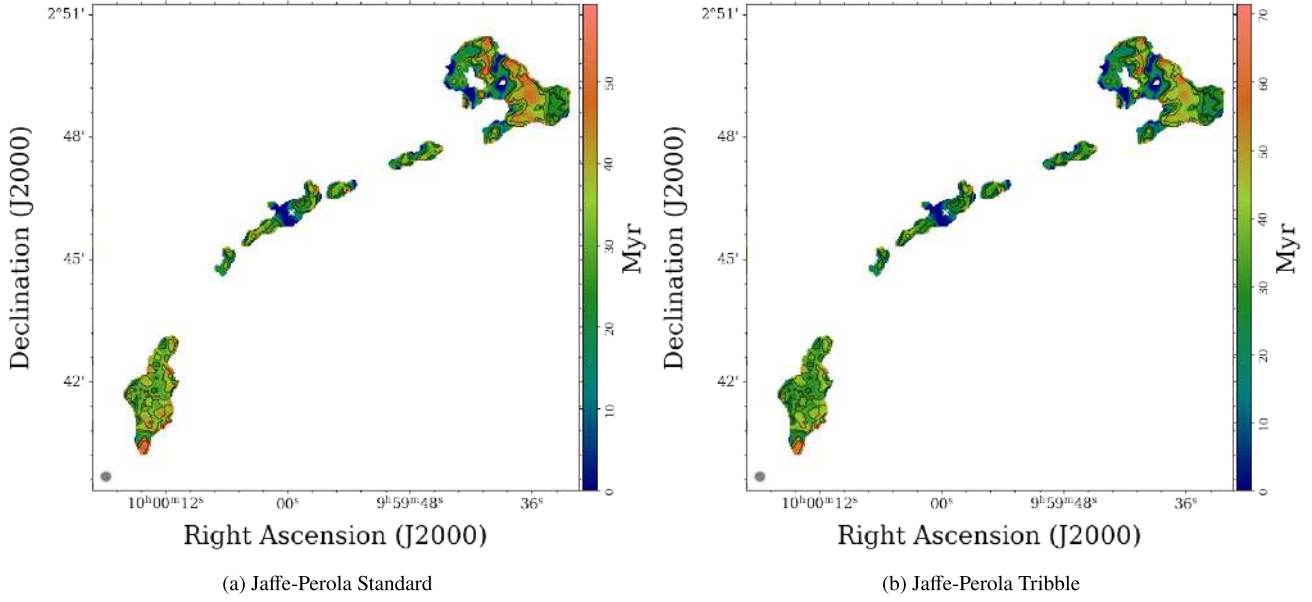 2°51'
48'
45'
42'
Declination (J2000)
10ʰ00ᵐ12ˢ
00ˢ
9ʰ59ᵐ48ˢ
36ˢ
Right Ascension (J2000)
50
40
30
20
10
0
Myr
(a) Jaffe-Perola Standard
2°51'
48'
45'
42'
Declination (J2000)
10ʰ00ᵐ12ˢ
00ˢ
9ʰ59ᵐ48ˢ
36ˢ
Right Ascension (J2000)
70
60
50
40
30
20
10
0
Myr
(b) Jaffe-Perola Tribble